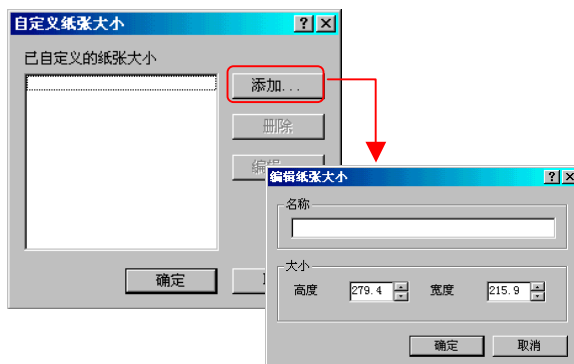 自定义纸张大小
已自定义的纸张大小
添加...
删除
编辑
确定
编辑纸张大小
名称
大小
高度 279.4 宽度 215.9
确定 取消